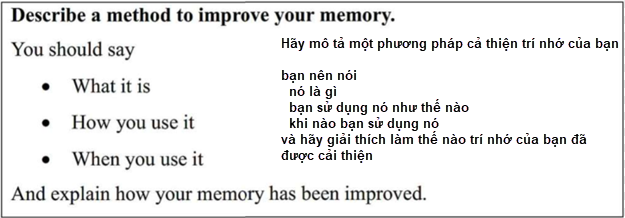 Describe a method to improve your memory.
You should say
• What it is
• How you use it
• When you use it
And explain how your memory has been improved.
Hãy mô tả một phương pháp cả thiện trí nhớ của bạn
bạn nên nói
nó là gì
bạn sử dụng nó như thế nào
khi nào bạn sử dụng nó
và hãy giải thích làm thế nào trí nhớ của bạn đã
được cải thiện